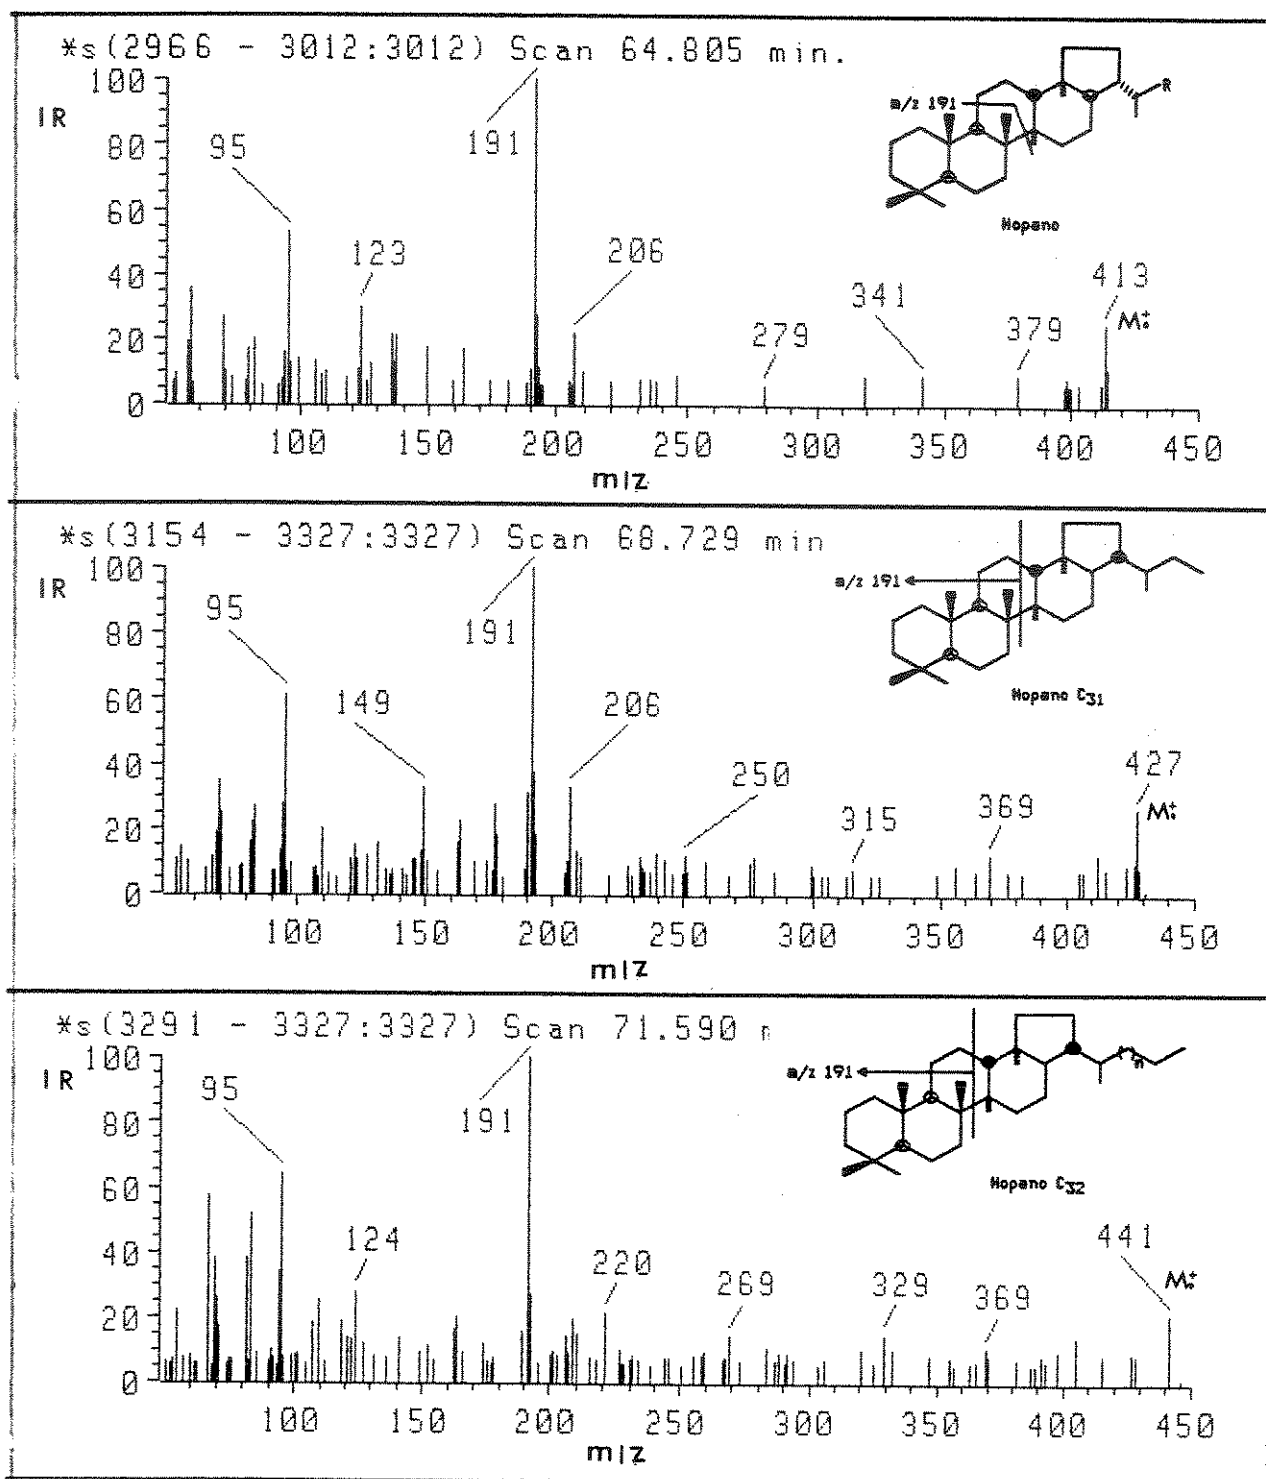 *s(2966 - 3012:3012) Scan 64.805 min.
IR
100
80
60
40
20
0
95
123
191
206
279
341
379
413
M⁺.
m/z 191
R
Hopano
100 150 200 250 300 350 400 450
m/z
*s(3154 - 3327:3327) Scan 68.729 min
IR
100
80
60
40
20
0
95
149
191
206
250
315
369
427
M⁺.
m/z 191
Hopano C31
100 150 200 250 300 350 400 450
m/z
*s(3291 - 3327:3327) Scan 71.590 m
IR
100
80
60
40
20
0
95
124
191
220
269
329
369
441
M⁺.
m/z 191
( )n
Hopano C32
100 150 200 250 300 350 400 450
m/z